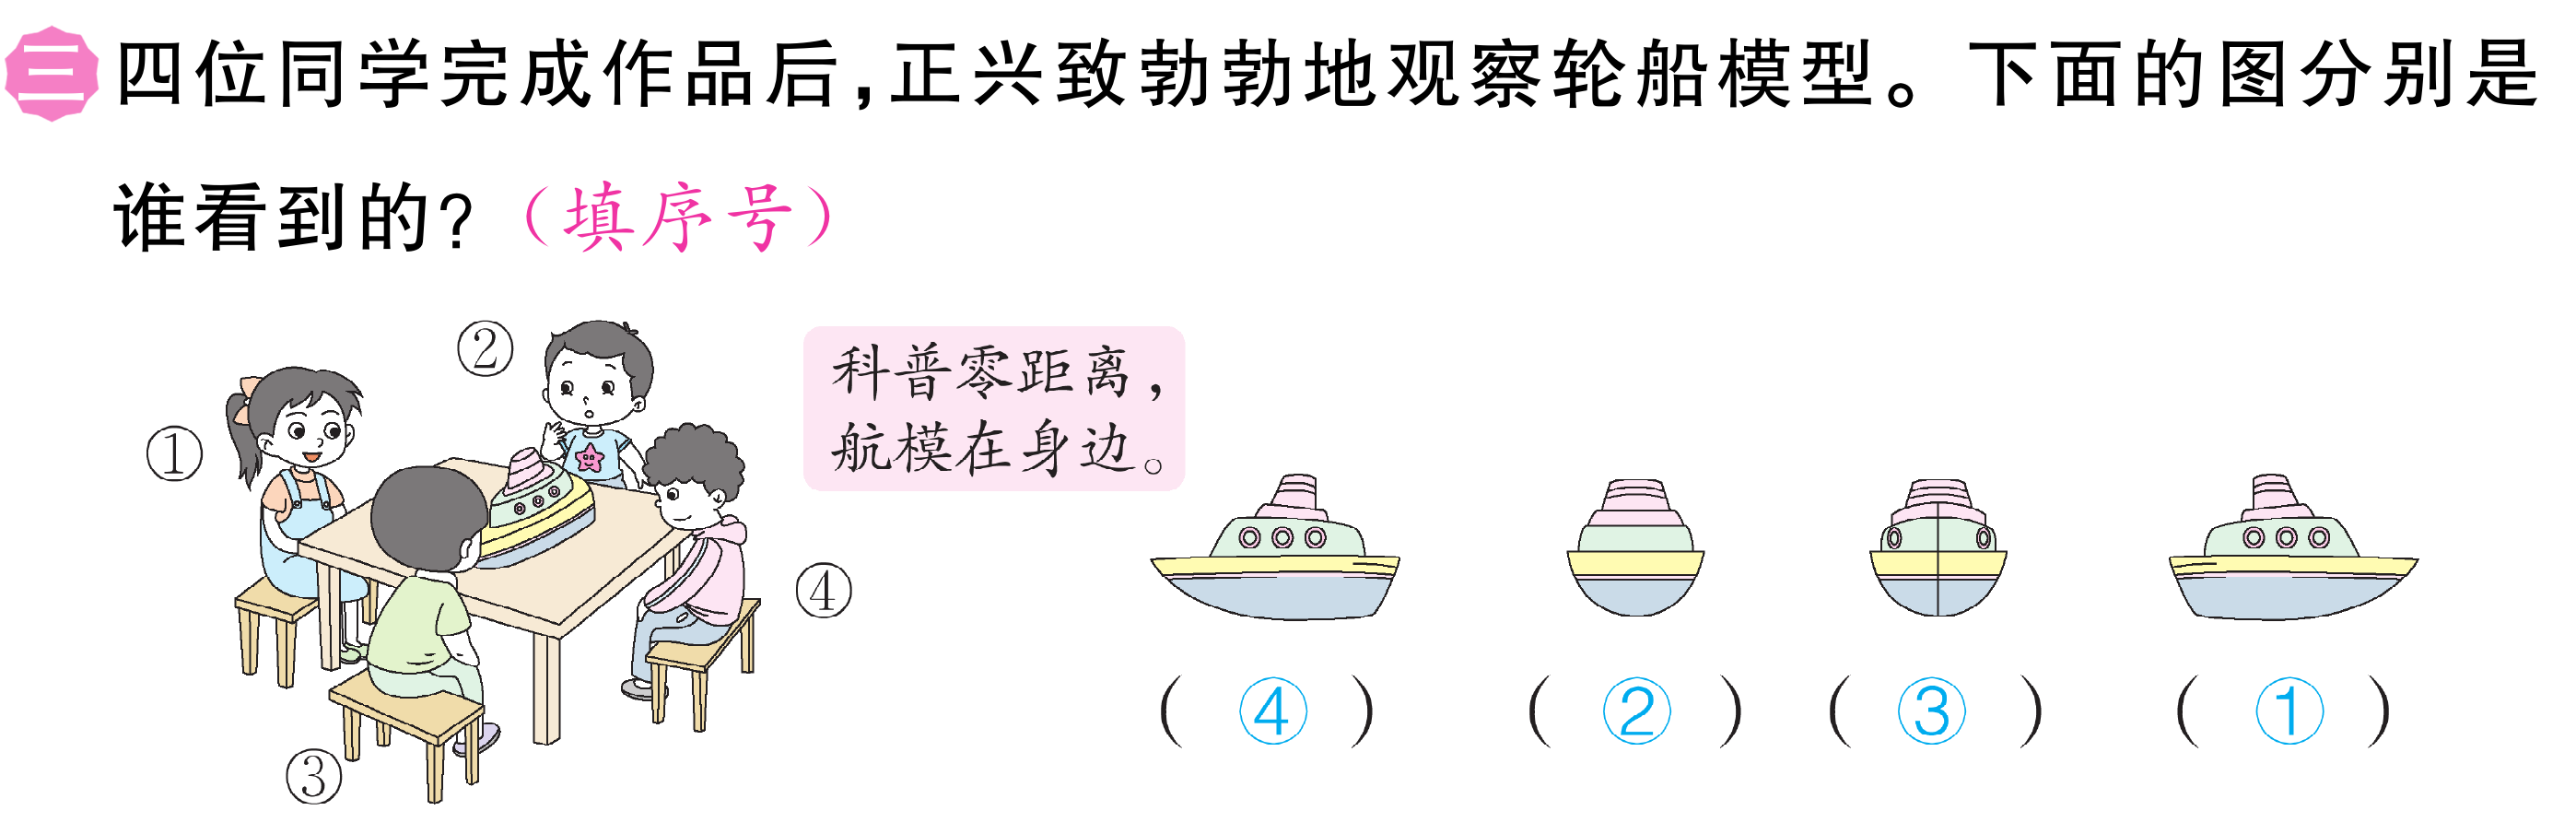 三 四位同学完成作品后,正兴致勃勃地观察轮船模型。下面的图分别是
谁看到的?(填序号)
②
科普零距离,
航模在身边。
①
④
③
(④) (②) (③) (①)